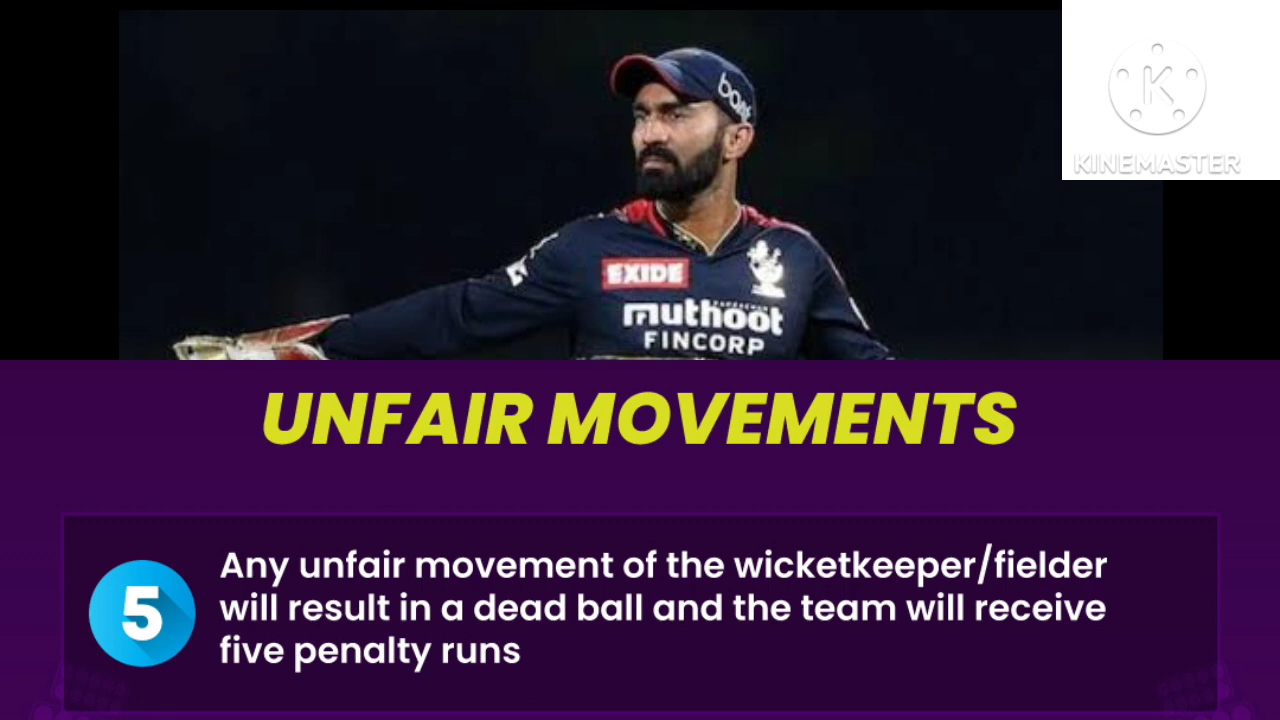 K
KINEMASTER
EXIDE
muthoot
FINCORP
UNFAIR MOVEMENTS
5
Any unfair movement of the wicketkeeper/fielder
will result in a dead ball and the team will receive
five penalty runs